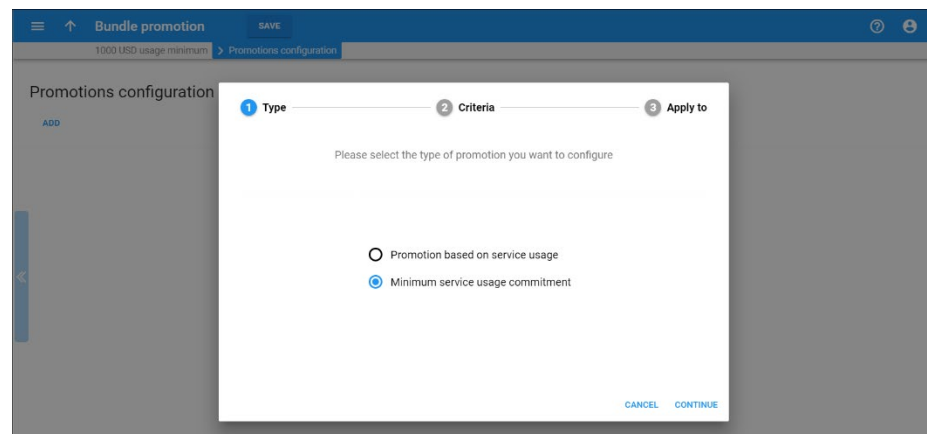 Bundle promotion SAVE
1000 USD usage minimum > Promotions configuration
Promotions configuration
ADD
1 Type 2 Criteria 3 Apply to
Please select the type of promotion you want to configure
Promotion based on service usage
Minimum service usage commitment
CANCEL CONTINUE